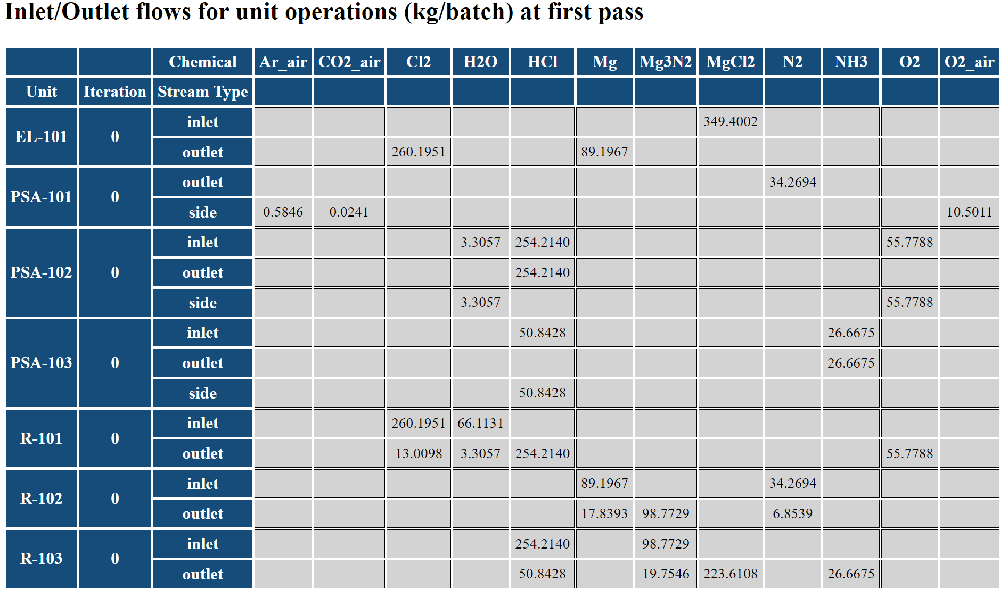 Inlet/Outlet flows for unit operations (kg/batch) at first pass
Chemical Ar_air CO2_air Cl2 H2O HCl Mg Mg3N2 MgCl2 N2 NH3 O2 O2_air
Unit Iteration Stream Type
EL-101 0 inlet 349.4002
outlet 260.1951 89.1967
PSA-101 0 outlet 34.2694
side 0.5846 0.0241 10.5011
PSA-102 0 inlet 3.3057 254.2140 55.7788
outlet 254.2140
side 3.3057 55.7788
PSA-103 0 inlet 50.8428 26.6675
outlet 26.6675
side 50.8428
R-101 0 inlet 260.1951 66.1131
outlet 13.0098 3.3057 254.2140 55.7788
R-102 0 inlet 89.1967 34.2694
outlet 17.8393 98.7729 6.8539
R-103 0 inlet 254.2140 98.7729
outlet 50.8428 19.7546 223.6108 26.6675